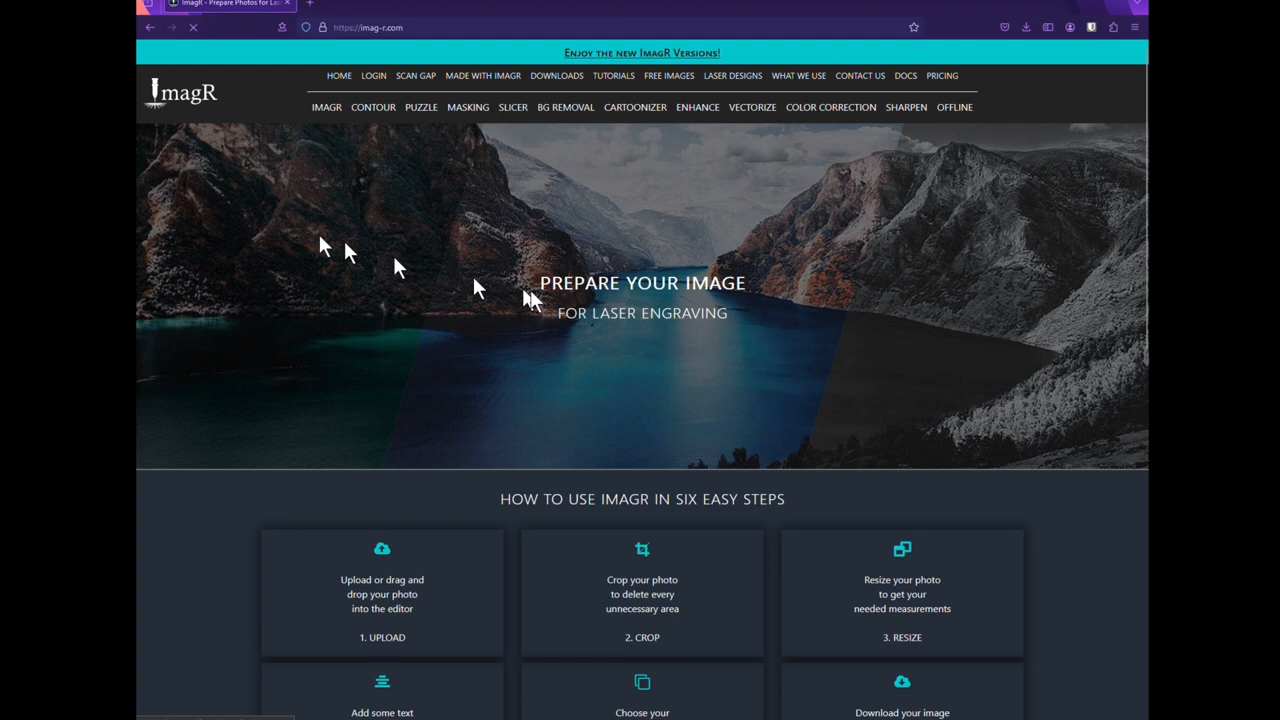 ImagR - Prepare Photos for Las
https://imag-r.com
Enjoy the new ImagR Versions!
HOME LOGIN SCAN GAP MADE WITH IMAGR DOWNLOADS TUTORIALS FREE IMAGES LASER DESIGNS WHAT WE USE CONTACT US DOCS PRICING
ImagR
IMAGR CONTOUR PUZZLE MASKING SLICER BG REMOVAL CARTOONIZER ENHANCE VECTORIZE COLOR CORRECTION SHARPEN OFFLINE
PREPARE YOUR IMAGE
FOR LASER ENGRAVING
HOW TO USE IMAGR IN SIX EASY STEPS
Upload or drag and
drop your photo
into the editor
1. UPLOAD
Crop your photo
to delete every
unnecessary area
2. CROP
Resize your photo
to get your
needed measurements
3. RESIZE
Add some text
Choose your
Download your image